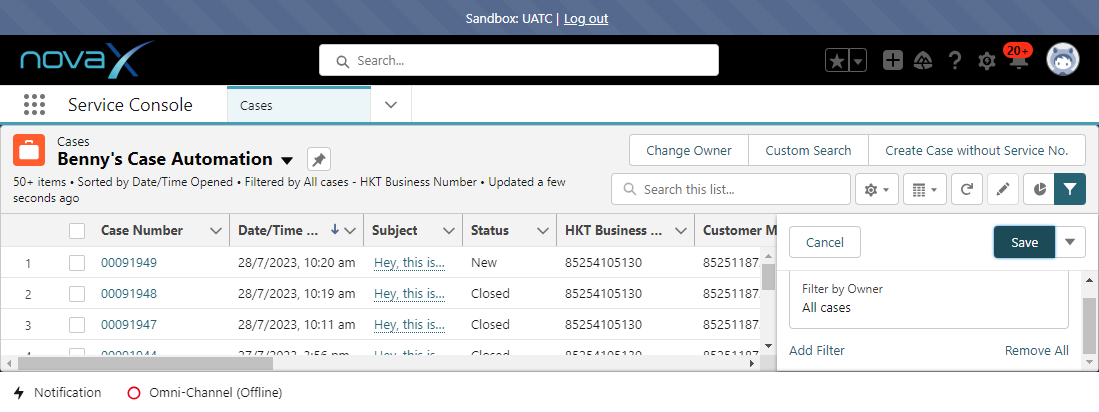 Sandbox: UATC | Log out
novax
Search...
20+
Service Console
Cases
Cases
Benny's Case Automation
Change Owner
Custom Search
Create Case without Service No.
50+ items • Sorted by Date/Time Opened • Filtered by All cases - HKT Business Number • Updated a few
seconds ago
Search this list...
Case Number Date/Time ... Subject Status HKT Business ... Customer M
1 00091949 28/7/2023, 10:20 am Hey, this is... New 85254105130 85251187
2 00091948 28/7/2023, 10:19 am Hey, this is... Closed 85254105130 85251187
3 00091947 28/7/2023, 10:11 am Hey, this is... Closed 85254105130 85251187
4 00091944 27/7/2023, 3:56 pm Hey, this is... Closed 85254105130
Cancel
Save
Filter by Owner
All cases
Add Filter
Remove All
Notification
Omni-Channel (Offline)